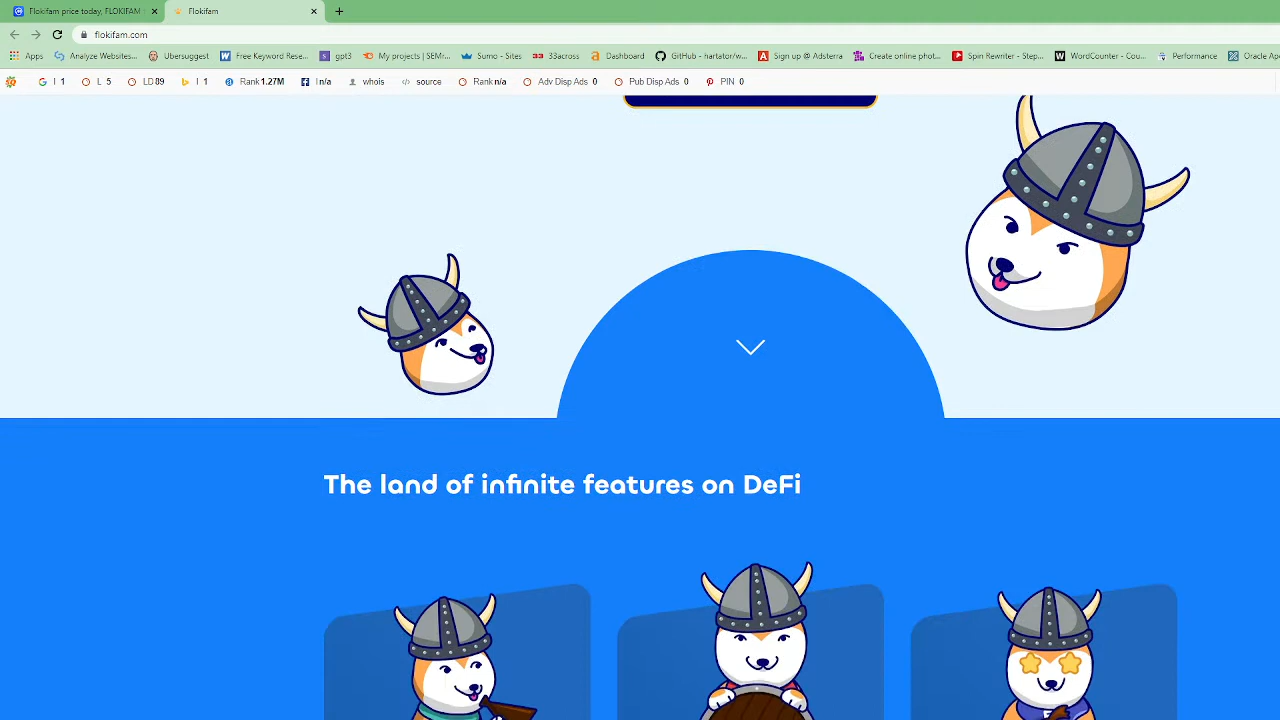 Flokifam price today, FLOKIFAM
Flokifam
flokifam.com
Apps
Analyze Websites...
Ubersuggest
Free Keyword Rese...
gpt3
My projects | SEMr...
Sumo - Sites
33across
Dashboard
GitHub - hartator/w...
Sign up @ Adsterra
Create online phot...
Spin Rewriter - Step...
WordCounter - Cou...
Performance
Oracle Ap
I 1
L 5
LD 89
I 1
Rank 1.27M
l n/a
whois
source
Rank n/a
Adv Disp Ads 0
Pub Disp Ads 0
PIN 0
The land of infinite features on DeFi